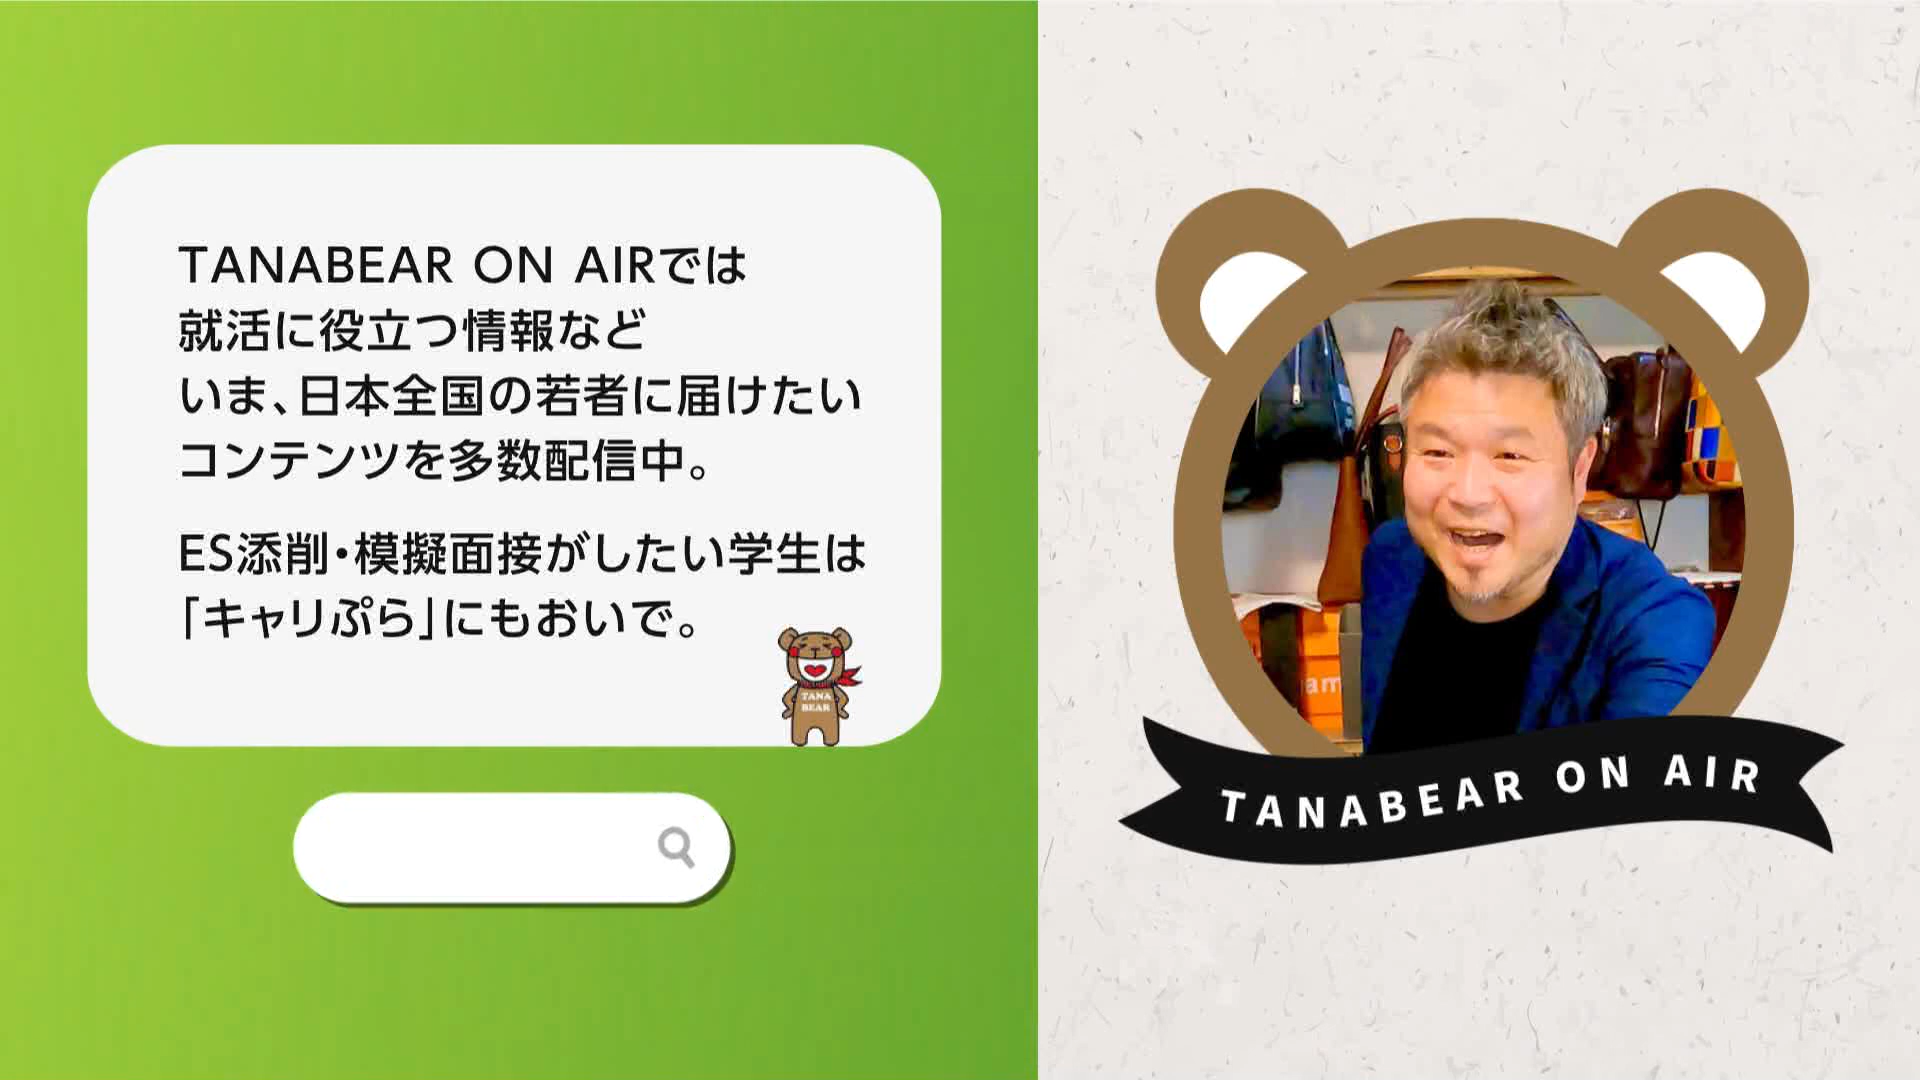 TANABEAR ON AIRでは
就活に役立つ情報など
いま、日本全国の若者に届けたい
コンテンツを多数配信中。
ES添削・模擬面接がしたい学生は
「キャリぷら」にもおいで。
TANA
BEAR
am
TANABEAR ON AIR